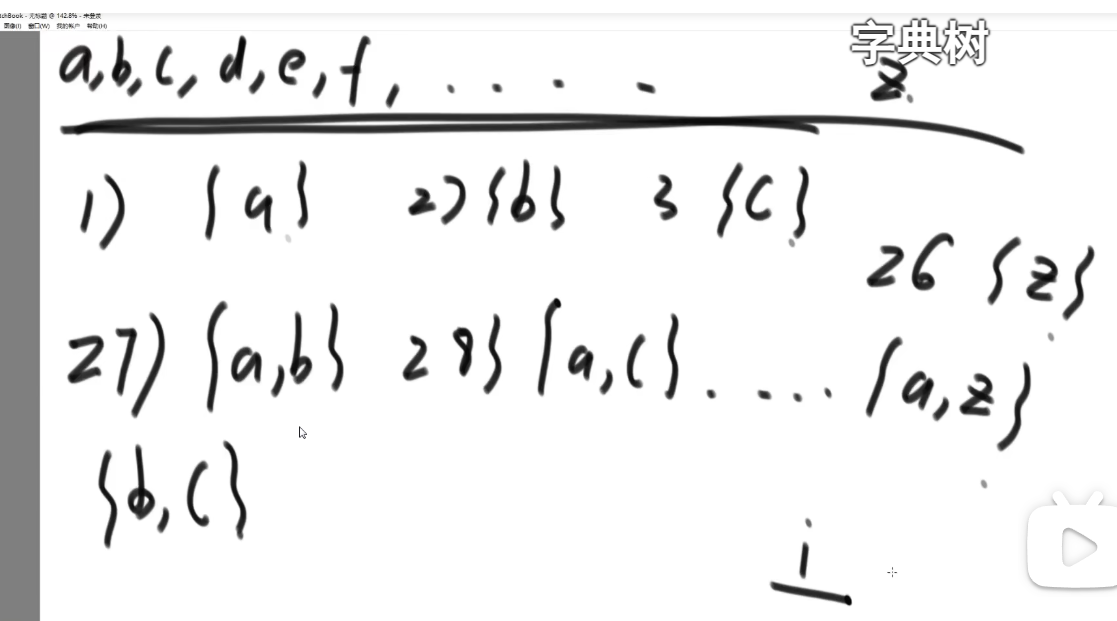 tchBook - 无标题 @ 142.8% - 未登录
图像(I) 窗口(W) 我的帐户 帮助(H)
字典树
a, b, c, d, e, f, . . . . z.
1) {a} 2) {b} 3 {c}
26 {z}
27) {a,b} 28} {a,c} . . . . {a,z}
{b,c}
i